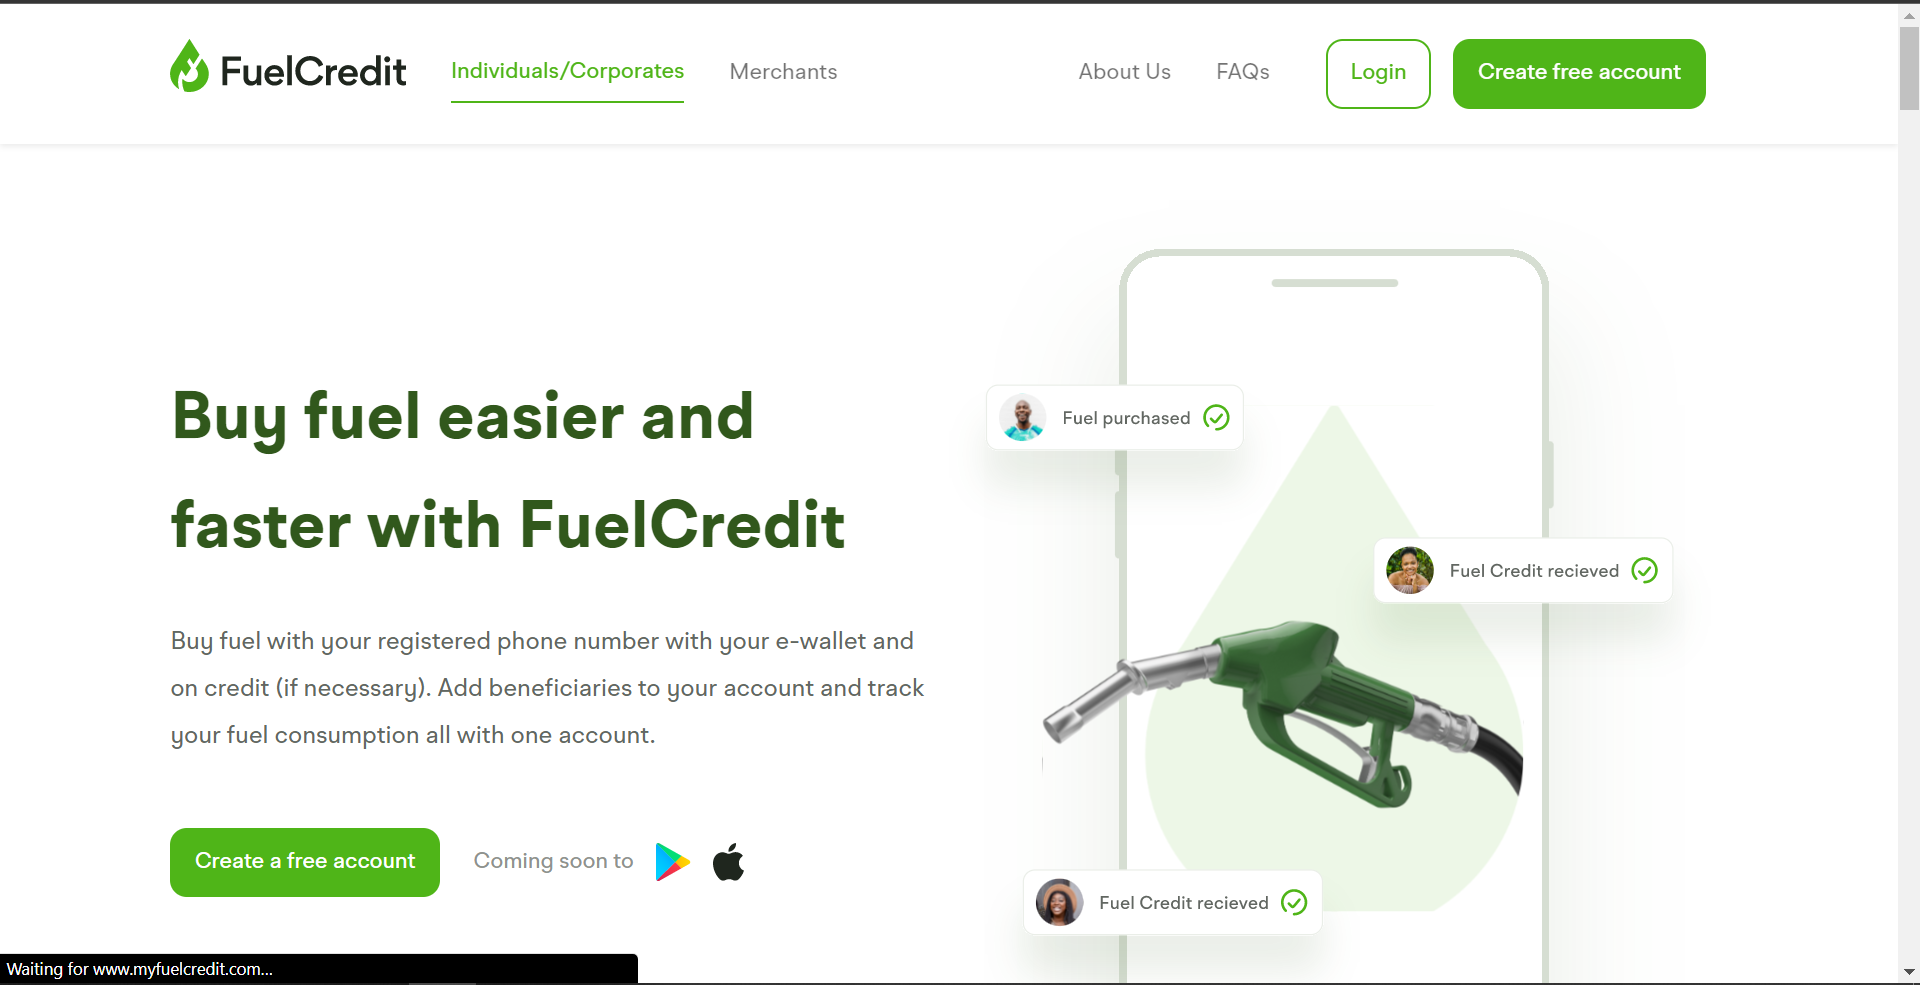 FuelCredit
Individuals/Corporates
Merchants
About Us
FAQs
Login
Create free account
Buy fuel easier and
faster with FuelCredit
Buy fuel with your registered phone number with your e-wallet and
on credit (if necessary). Add beneficiaries to your account and track
your fuel consumption all with one account.
Create a free account
Coming soon to
Fuel purchased
Fuel Credit recieved
Fuel Credit recieved
Waiting for www.myfuelcredit.com...